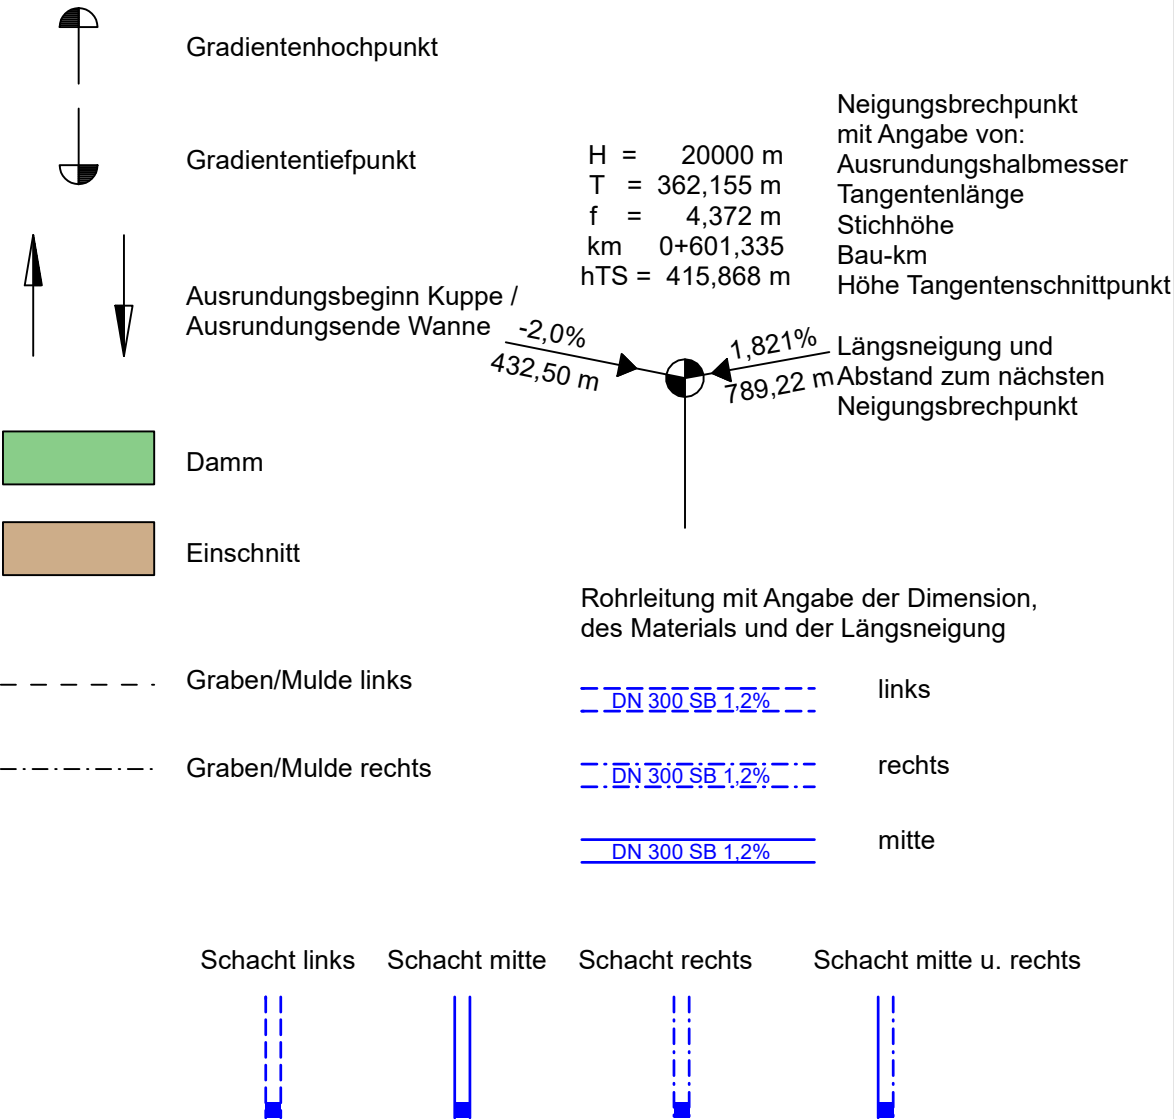 Gradientenhochpunkt
Gradiententiefpunkt
Ausrundungsbeginn Kuppe /
Ausrundungsende Wanne
H = 20000 m
T = 362,155 m
f = 4,372 m
km 0+601,335
hTS = 415,868 m
Neigungsbrechpunkt
mit Angabe von:
Ausrundungshalbmesser
Tangentenlänge
Stichhöhe
Bau-km
Höhe Tangentenschnittpunkt
-2,0%
432,50 m
1,821%
789,22 m
Längsneigung und
Abstand zum nächsten
Neigungsbrechpunkt
Damm
Einschnitt
Graben/Mulde links
Graben/Mulde rechts
Rohrleitung mit Angabe der Dimension,
des Materials und der Längsneigung
DN 300 SB 1,2%
links
DN 300 SB 1,2%
rechts
DN 300 SB 1,2%
mitte
Schacht links
Schacht mitte
Schacht rechts
Schacht mitte u. rechts